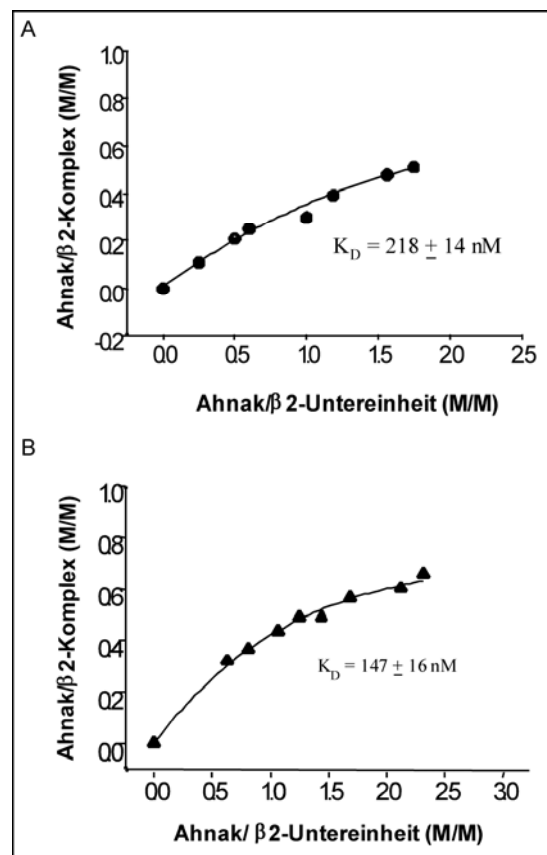 A
Ahnak/β2-Komplex (M/M)
1.0
0.8
0.6
0.4
0.2
0.0
-0.2
K_D = 218 ± 14 nM
0.0 0.5 1.0 1.5 2.0 2.5
Ahnak/β2-Untereinheit (M/M)
B
Ahnak/β2-Komplex (M/M)
1.0
0.8
0.6
0.4
0.2
0.0
K_D = 147 ± 16 nM
0.0 0.5 1.0 1.5 2.0 2.5 3.0
Ahnak/ β2-Untereinheit (M/M)